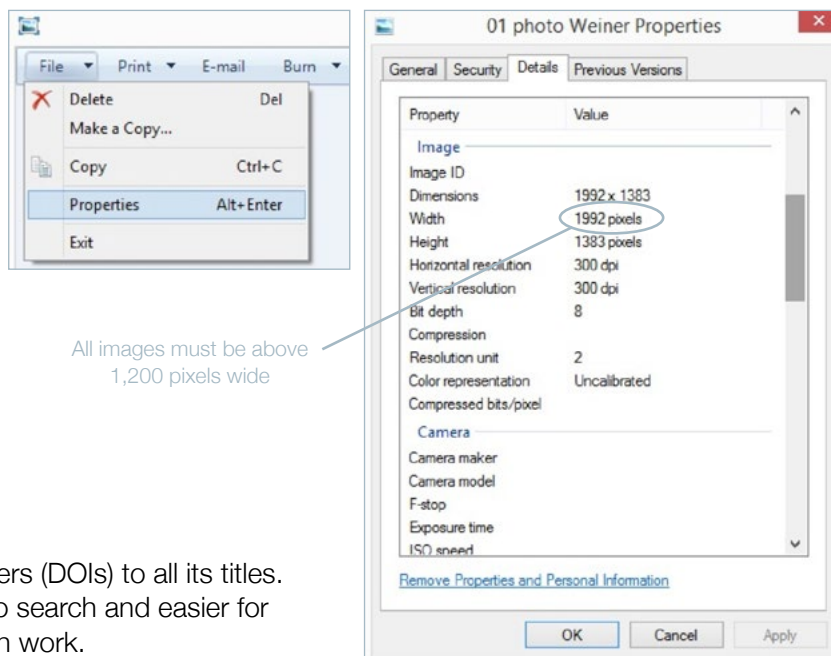 File Print E-mail Burn
Delete Del
Make a Copy...
Copy Ctrl+C
Properties Alt+Enter
Exit
All images must be above
1,200 pixels wide
01 photo Weiner Properties
General Security Details Previous Versions
Property Value
Image
Image ID
Dimensions 1992 x 1383
Width 1992 pixels
Height 1383 pixels
Horizontal resolution 300 dpi
Vertical resolution 300 dpi
Bit depth 8
Compression
Resolution unit 2
Color representation Uncalibrated
Compressed bits/pixel
Camera
Camera maker
Camera model
F-stop
Exposure time
ISO speed
Remove Properties and Personal Information
OK Cancel Apply
ers (DOIs) to all its titles.
o search and easier for
n work.